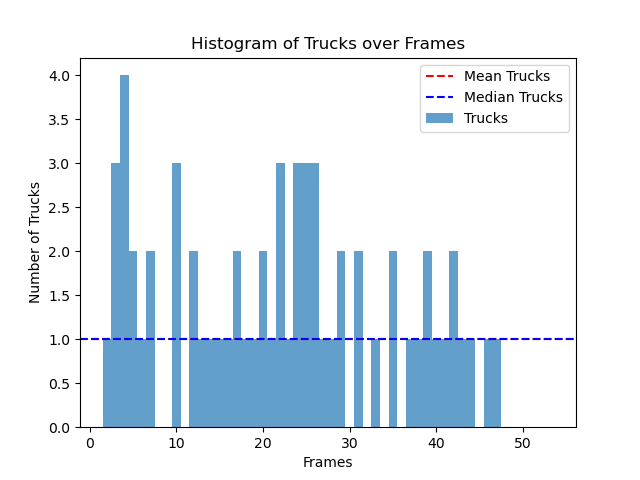 Histogram of Trucks over Frames
Mean Trucks
Median Trucks
Trucks
Number of Trucks
4.0
3.5
3.0
2.5
2.0
1.5
1.0
0.5
0.0
0 10 20 30 40 50
Frames